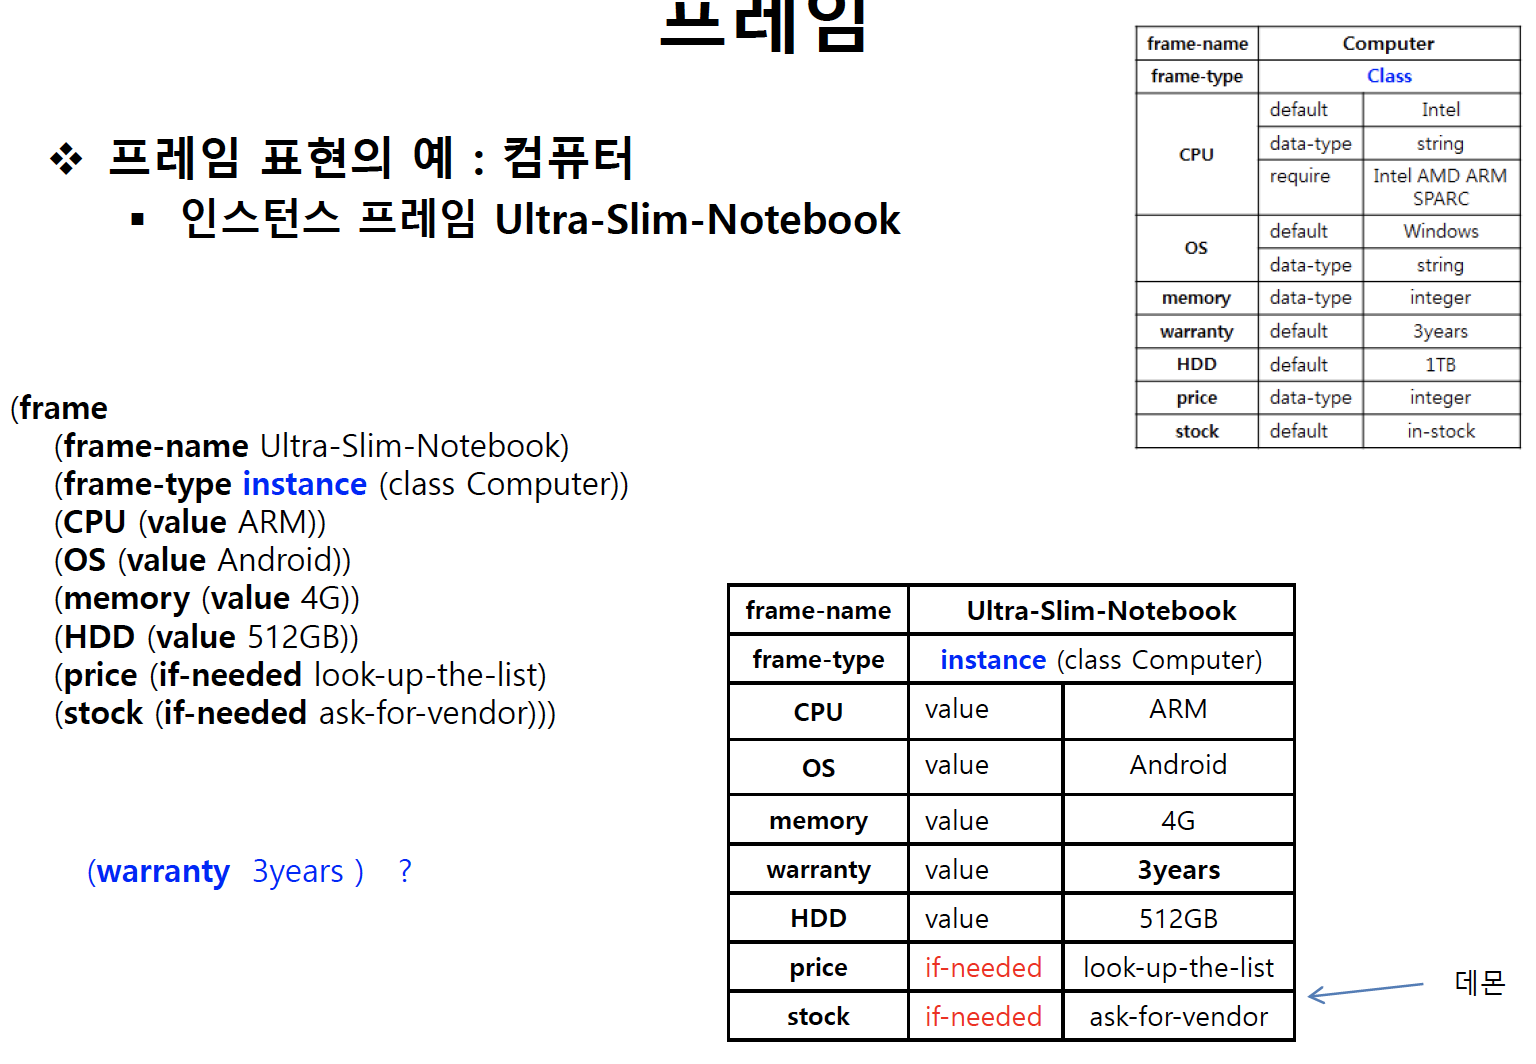 프레임
❖ 프레임 표현의 예 : 컴퓨터
▪ 인스턴스 프레임 Ultra-Slim-Notebook
frame-name Computer
frame-type Class
CPU default Intel
data-type string
require Intel AMD ARM
SPARC
OS default Windows
data-type string
memory data-type integer
warranty default 3years
HDD default 1TB
price data-type integer
stock default in-stock
(frame
(frame-name Ultra-Slim-Notebook)
(frame-type instance (class Computer))
(CPU (value ARM))
(OS (value Android))
(memory (value 4G))
(HDD (value 512GB))
(price (if-needed look-up-the-list)
(stock (if-needed ask-for-vendor)))
(warranty 3years ) ?
frame-name Ultra-Slim-Notebook
frame-type instance (class Computer)
CPU value ARM
OS value Android
memory value 4G
warranty value 3years
HDD value 512GB
price if-needed look-up-the-list
stock if-needed ask-for-vendor
데몬